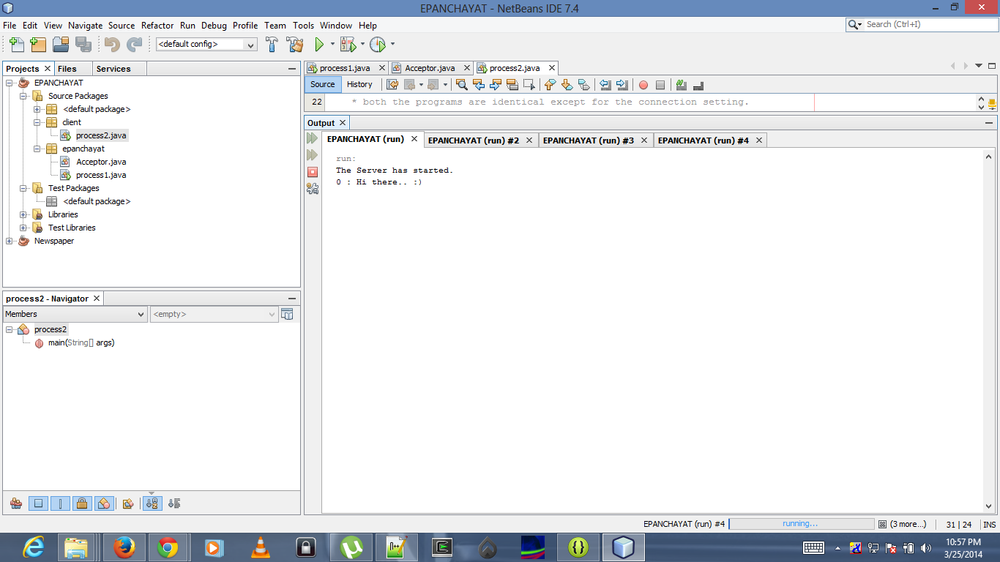 EPANCHAYAT - NetBeans IDE 7.4
File Edit View Navigate Source Refactor Run Debug Profile Team Tools Window Help
Search (Ctrl+I)
<default config>
Projects Files Services
EPANCHAYAT
Source Packages
<default package>
client
process2.java
epanchayat
Acceptor.java
process1.java
Test Packages
<default package>
Libraries
Test Libraries
Newspaper
process2 - Navigator
Members <empty>
process2
main(String[] args)
process1.java Acceptor.java process2.java
Source History
22 * both the programs are identical except for the connection setting.
Output
EPANCHAYAT (run) EPANCHAYAT (run) #2 EPANCHAYAT (run) #3 EPANCHAYAT (run) #4
run:
The Server has started.
0 : Hi there.. :)
EPANCHAYAT (run) #4 running... (3 more...) 31 | 24 INS
10:57 PM
3/25/2014